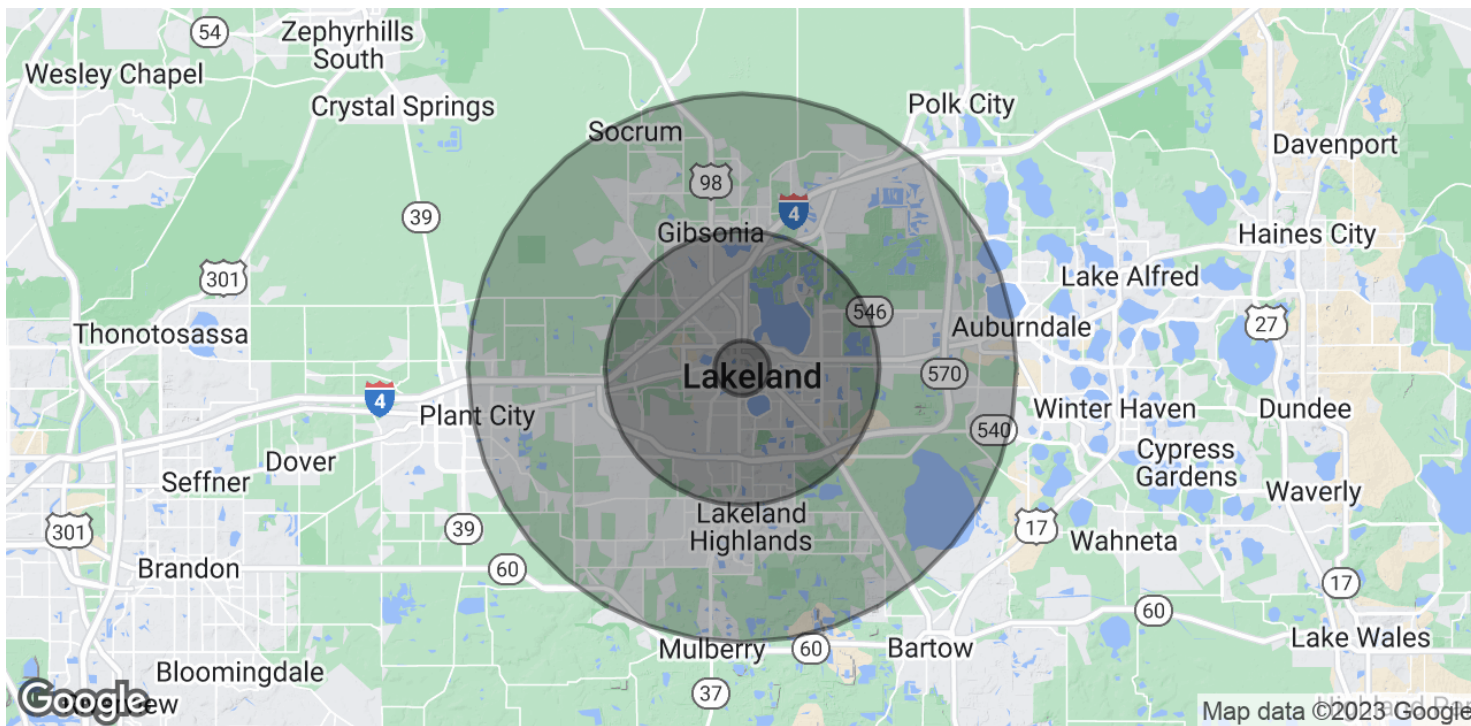 54
Zephyrhills
South
Wesley Chapel
Crystal Springs
Polk City
Socrum
Davenport
98
39
4
Gibsonia
Haines City
301
Lake Alfred
546
27
Thonotosassa
Auburndale
Lakeland
570
4
Plant City
Winter Haven
Dundee
540
Dover
Cypress
Gardens
Seffner
Waverly
Lakeland
Highlands
301
39
17
Wahneta
Brandon
60
17
60
Mulberry
60
Bartow
Lake Wales
Bloomingdale
37
Google
Map data ©2023 Google